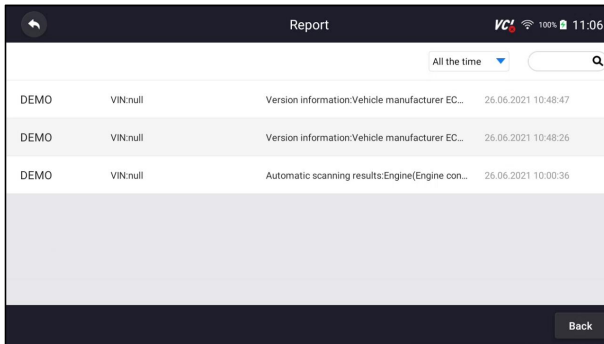 Report
VCI 100% 11:06
All the time
DEMO VIN:null Version information:Vehicle manufacturer EC... 26.06.2021 10:48:47
DEMO VIN:null Version information:Vehicle manufacturer EC... 26.06.2021 10:48:26
DEMO VIN:null Automatic scanning results:Engine(Engine con... 26.06.2021 10:00:36
Back